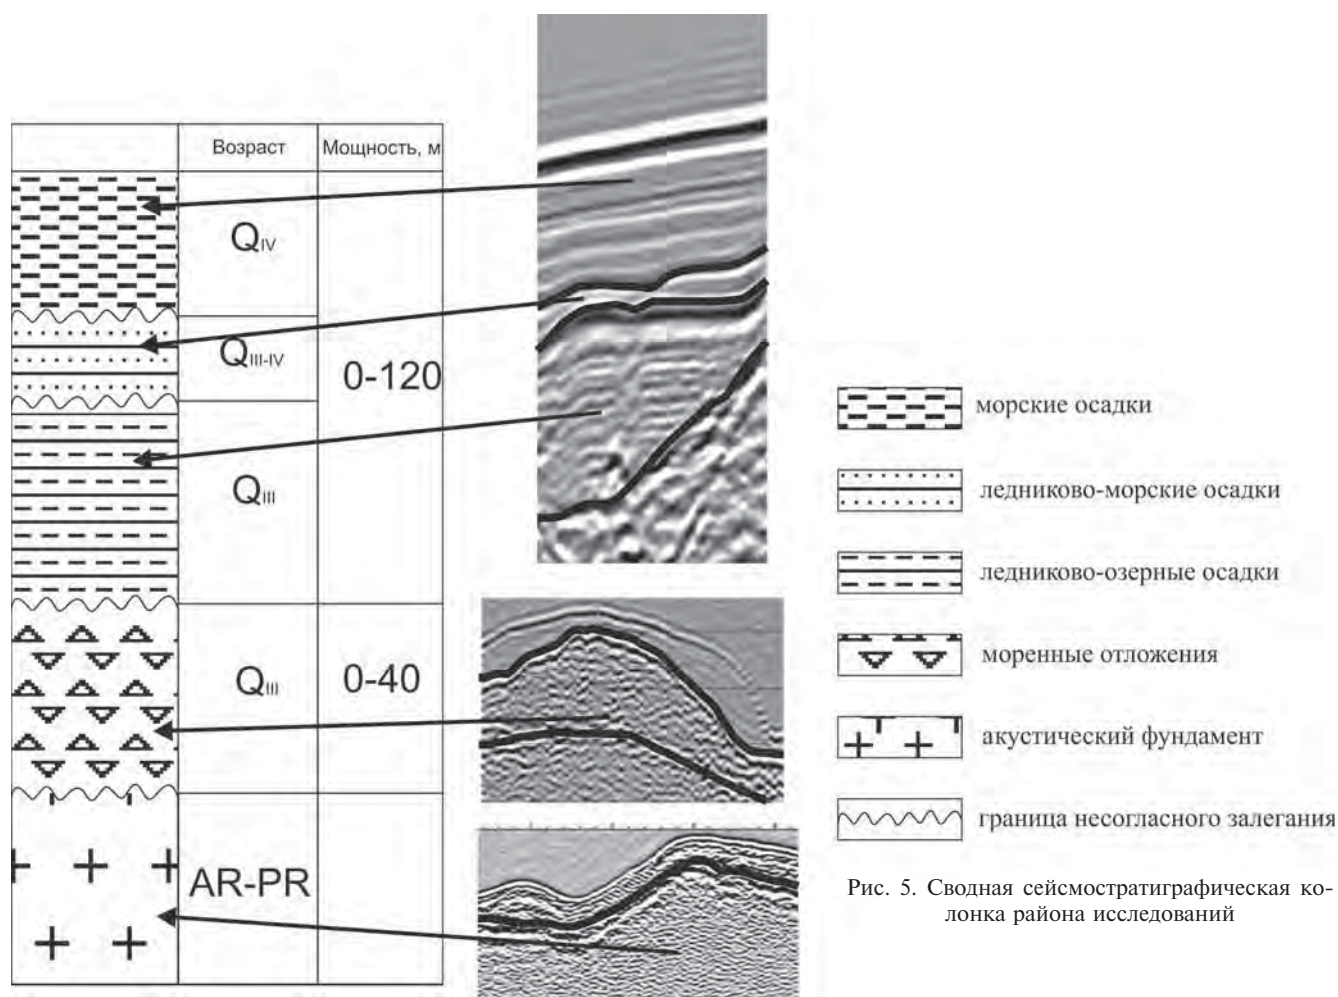 Возраст
Мощность, м
QIV
QIII-IV
0-120
QIII
QIII
0-40
AR-PR
морские осадки
ледниково-морские осадки
ледниково-озерные осадки
моренные отложения
акустический фундамент
граница несогласного залегания
Рис. 5. Сводная сейсмостратиграфическая ко-
лонка района исследований